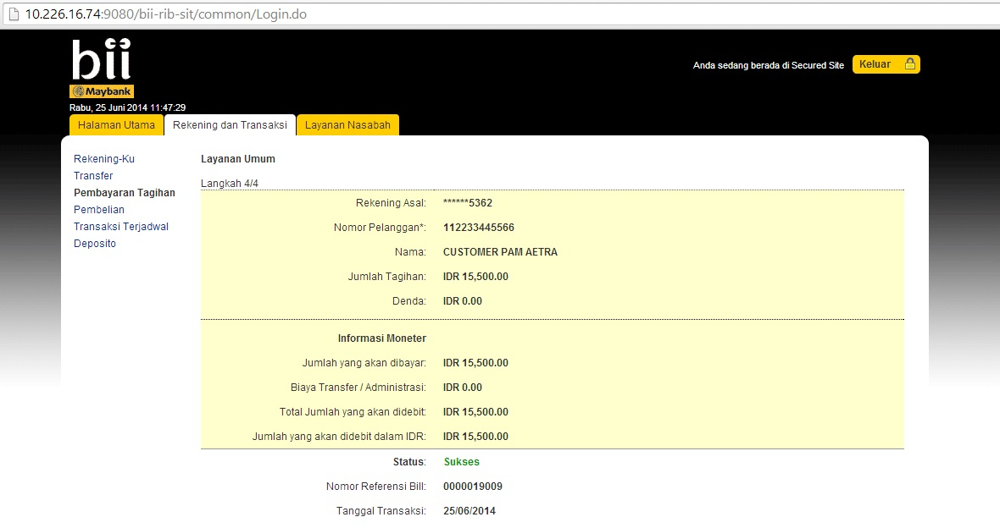 10.226.16.74:9080/bii-rib-sit/common/Login.do
bii
Maybank
Anda sedang berada di Secured Site
Keluar
Rabu, 25 Juni 2014 11:47:29
Halaman Utama
Rekening dan Transaksi
Layanan Nasabah
Rekening-Ku
Transfer
Pembayaran Tagihan
Pembelian
Transaksi Terjadwal
Deposito
Layanan Umum
Langkah 4/4
Rekening Asal: ******5362
Nomor Pelanggan*: 112233445566
Nama: CUSTOMER PAM AETRA
Jumlah Tagihan: IDR 15,500.00
Denda: IDR 0.00
Informasi Moneter
Jumlah yang akan dibayar: IDR 15,500.00
Biaya Transfer / Administrasi: IDR 0.00
Total Jumlah yang akan didebit: IDR 15,500.00
Jumlah yang akan didebit dalam IDR: IDR 15,500.00
Status: Sukses
Nomor Referensi Bill: 0000019009
Tanggal Transaksi: 25/06/2014